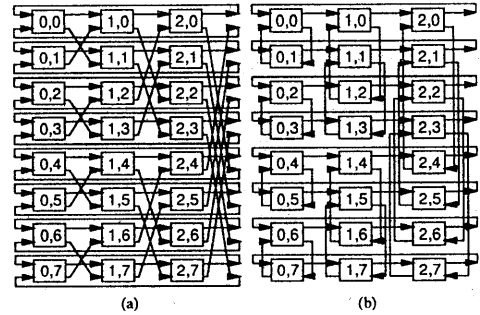 0,0 1,0 2,0 0,0 1,0 2,0
0,1 1,1 2,1 0,1 1,1 2,1
0,2 1,2 2,2 0,2 1,2 2,2
0,3 1,3 2,3 0,3 1,3 2,3
0,4 1,4 2,4 0,4 1,4 2,4
0,5 1,5 2,5 0,5 1,5 2,5
0,6 1,6 2,6 0,6 1,6 2,6
0,7 1,7 2,7 0,7 1,7 2,7
(a) (b)